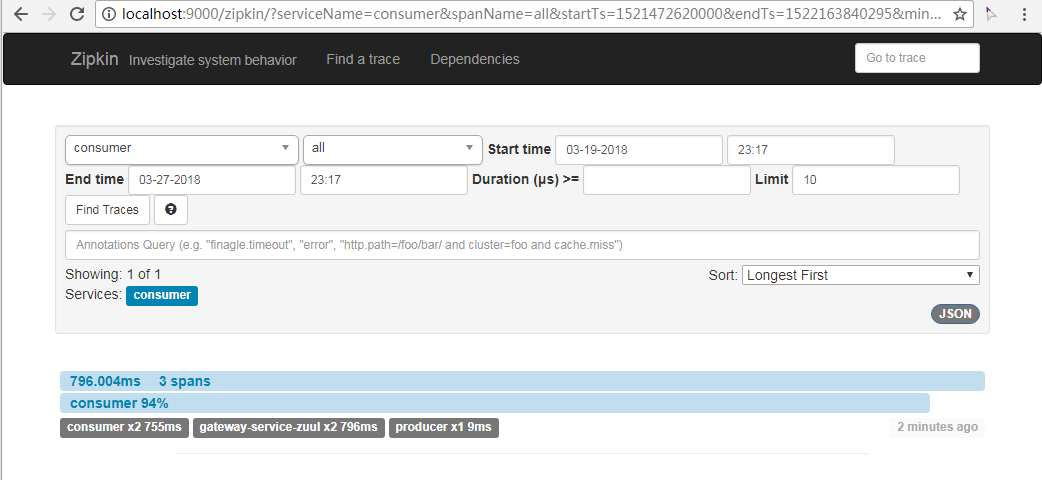 localhost:9000/zipkin/?serviceName=consumer&spanName=all&startTs=1521472620000&endTs=1522163840295&min...
Zipkin Investigate system behavior Find a trace Dependencies Go to trace
consumer all Start time 03-19-2018 23:17
End time 03-27-2018 23:17 Duration (μs) >= Limit 10
Find Traces
Annotations Query (e.g. "finagle.timeout", "error", "http.path=/foo/bar/ and cluster=foo and cache.miss")
Showing: 1 of 1 Sort: Longest First
Services: consumer
JSON
796.004ms 3 spans
consumer 94%
consumer x2 755ms gateway-service-zuul x2 796ms producer x1 9ms 2 minutes ago